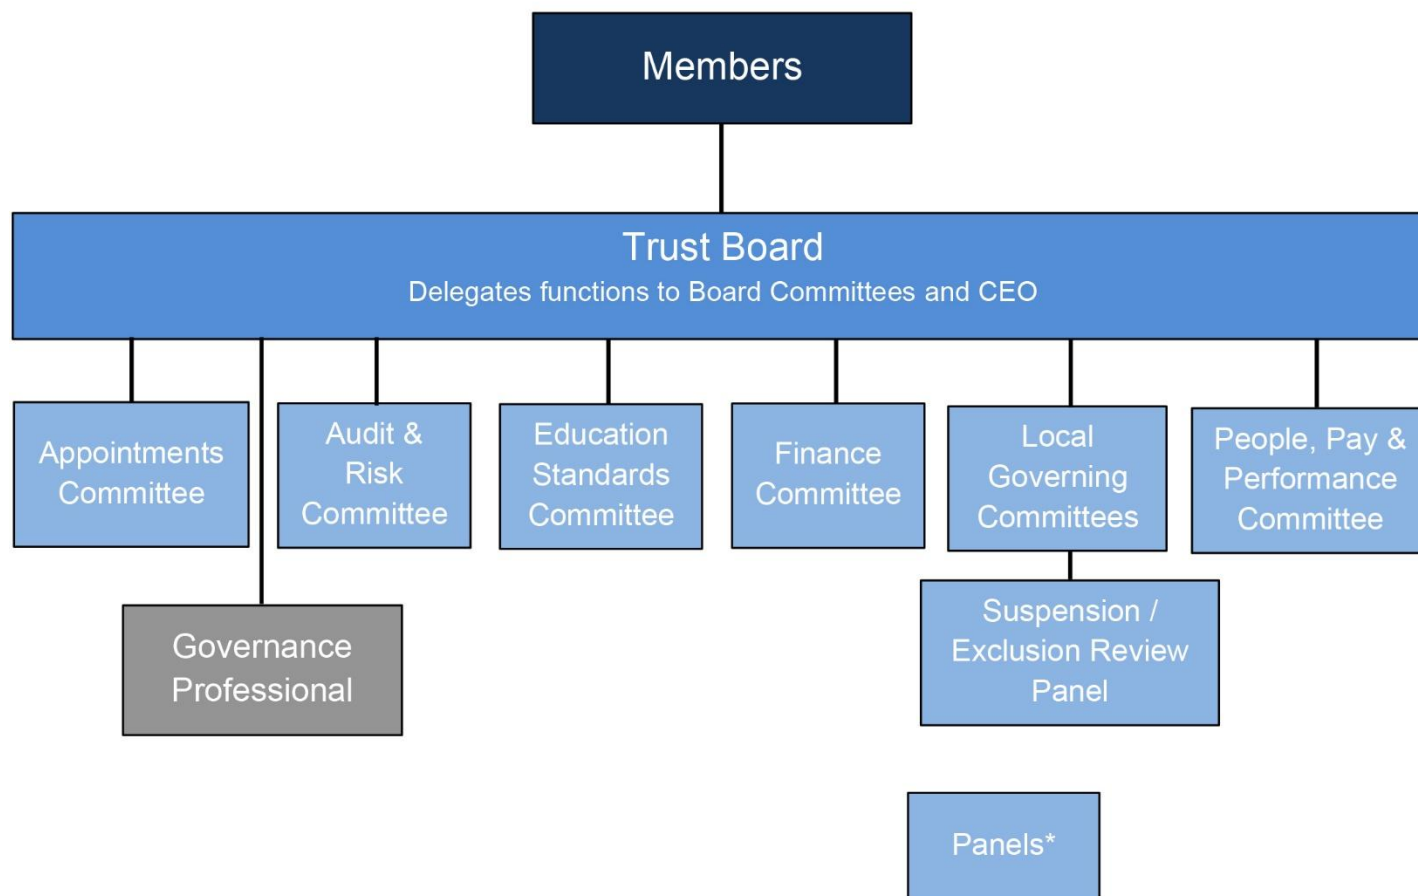 Members
Trust Board
Delegates functions to Board Committees and CEO
Appointments
Committee
Audit &
Risk
Committee
Education
Standards
Committee
Finance
Committee
Local
Governing
Committees
People, Pay &
Performance
Committee
Governance
Professional
Suspension /
Exclusion Review
Panel
Panels*